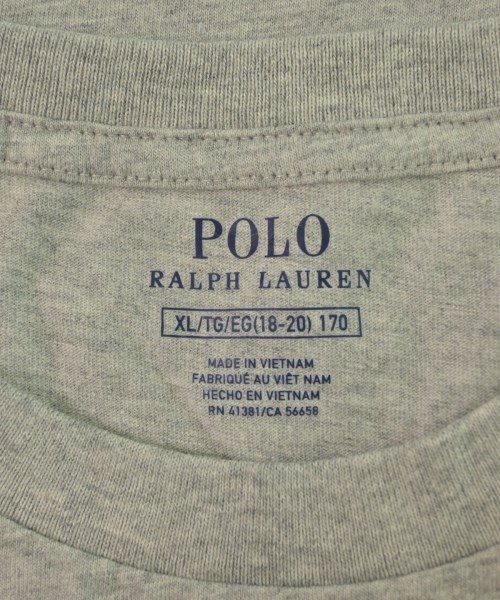 POLO
RALPH LAUREN
XL/TG/EG(18-20) 170
MADE IN VIETNAM
FABRIQUÉ AU VIÊT NAM
HECHO EN VIETNAM
RN 41381/CA 56658